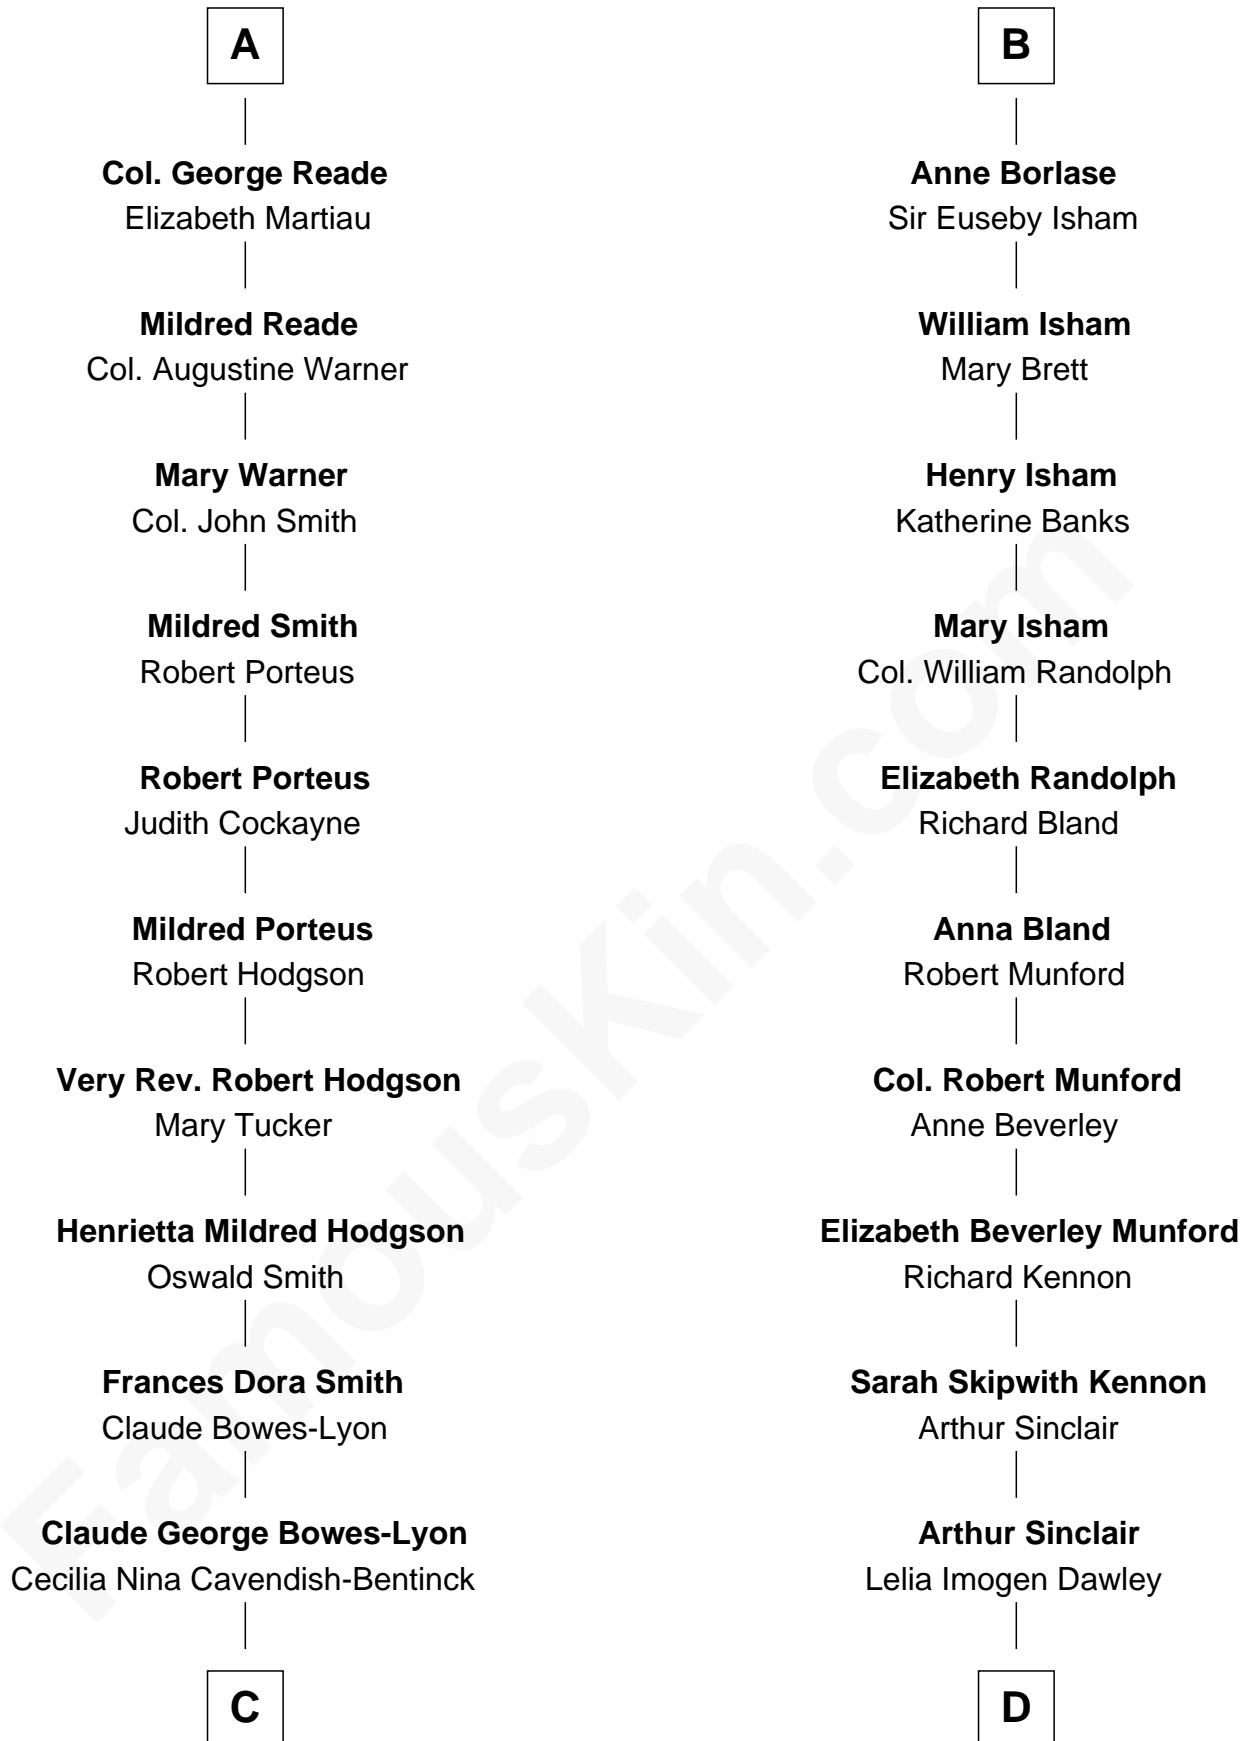 A
Col. George Reade
Elizabeth Martiau
Mildred Reade
Col. Augustine Warner
Mary Warner
Col. John Smith
Mildred Smith
Robert Porteus
Robert Porteus
Judith Cockayne
Mildred Porteus
Robert Hodgson
Very Rev. Robert Hodgson
Mary Tucker
Henrietta Mildred Hodgson
Oswald Smith
Frances Dora Smith
Claude Bowes-Lyon
Claude George Bowes-Lyon
Cecilia Nina Cavendish-Bentinck
C
B
Anne Borlase
Sir Euseby Isham
William Isham
Mary Brett
Henry Isham
Katherine Banks
Mary Isham
Col. William Randolph
Elizabeth Randolph
Richard Bland
Anna Bland
Robert Munford
Col. Robert Munford
Anne Beverley
Elizabeth Beverley Munford
Richard Kennon
Sarah Skipwith Kennon
Arthur Sinclair
Arthur Sinclair
Lelia Imogen Dawley
D
FamousKin.com